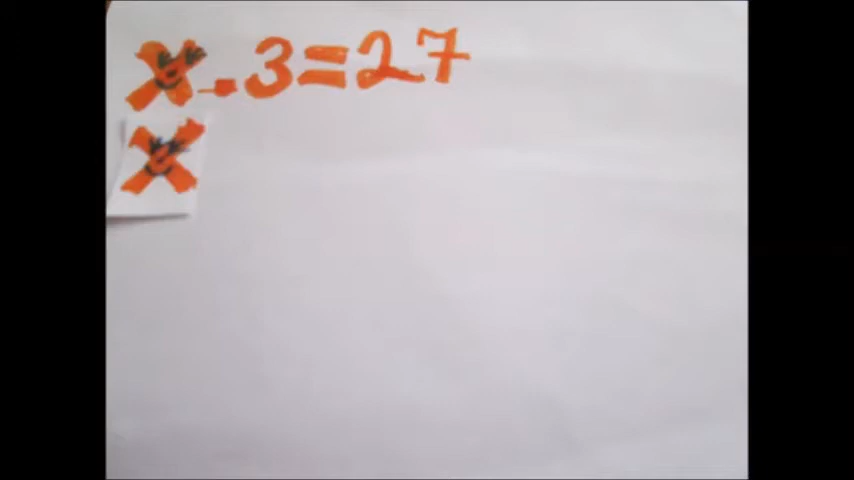 x . 3 = 27
x